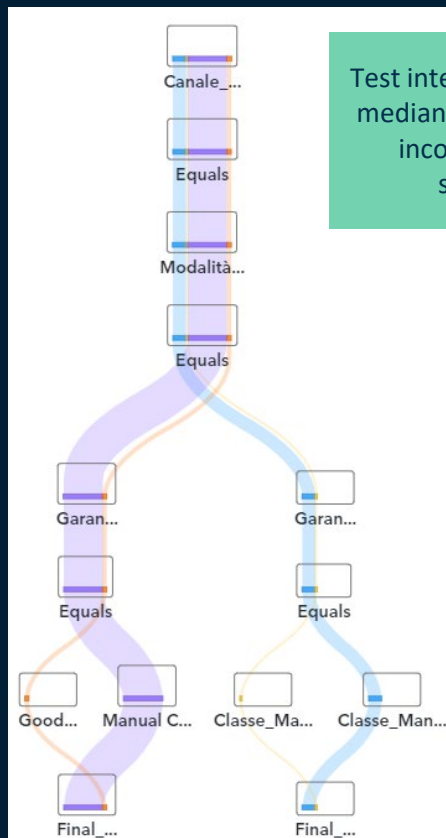 Canale_...
Test inte
median
inco
s
Equals
Modalità...
Equals
Garan...
Garan...
Equals
Equals
Good...
Manual C...
Classe_Ma...
Classe_Man...
Final_...
Final_...